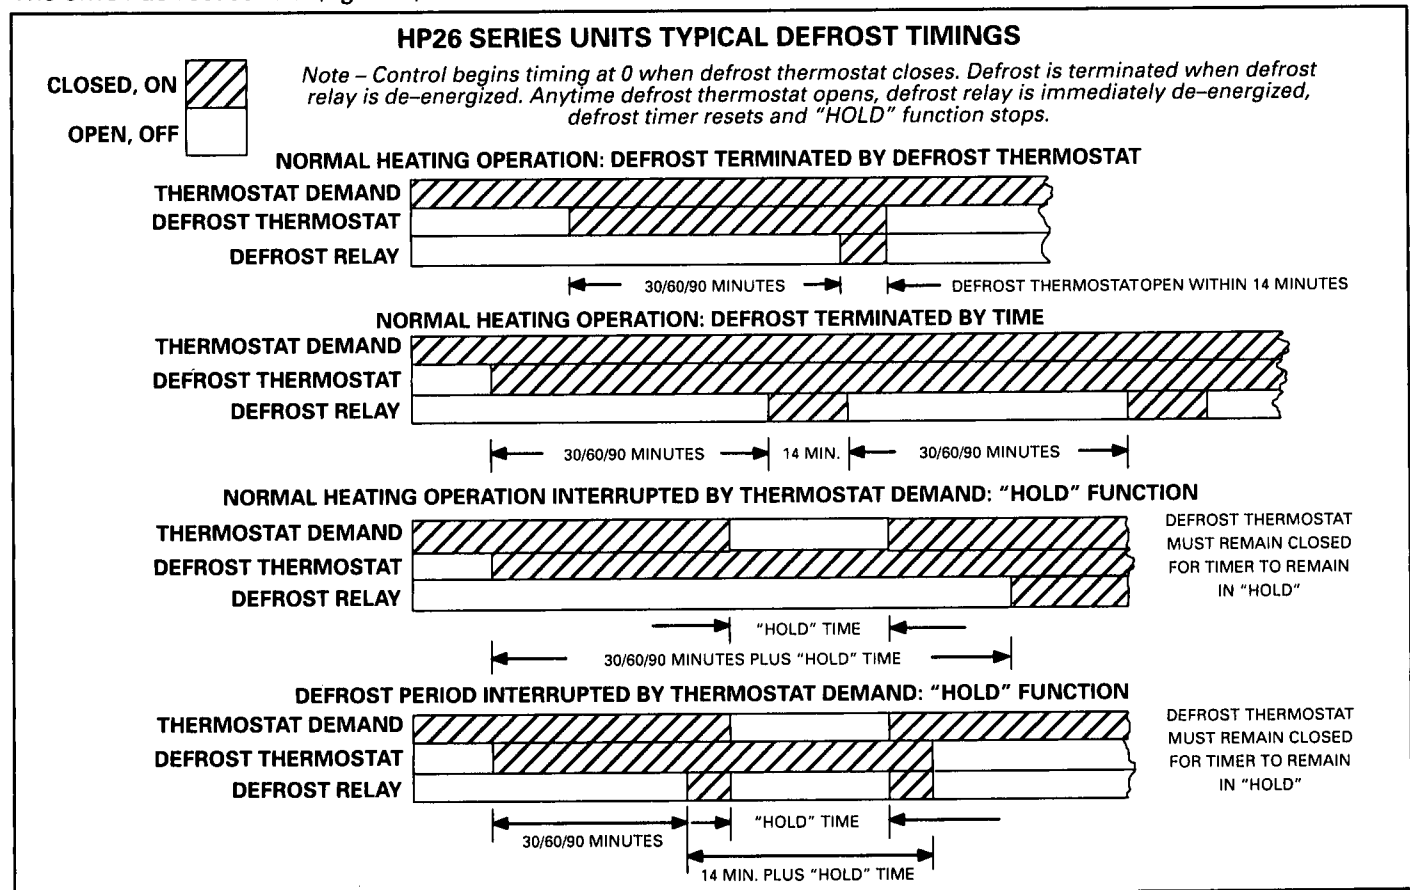 HP26 SERIES UNITS TYPICAL DEFROST TIMINGS
CLOSED, ON
OPEN, OFF
Note – Control begins timing at 0 when defrost thermostat closes. Defrost is terminated when defrost
relay is de–energized. Anytime defrost thermostat opens, defrost relay is immediately de–energized,
defrost timer resets and “HOLD” function stops.
NORMAL HEATING OPERATION: DEFROST TERMINATED BY DEFROST THERMOSTAT
THERMOSTAT DEMAND
DEFROST THERMOSTAT
DEFROST RELAY
30/60/90 MINUTES
DEFROST THERMOSTATOPEN WITHIN 14 MINUTES
NORMAL HEATING OPERATION: DEFROST TERMINATED BY TIME
THERMOSTAT DEMAND
DEFROST THERMOSTAT
DEFROST RELAY
30/60/90 MINUTES
14 MIN.
30/60/90 MINUTES
NORMAL HEATING OPERATION INTERRUPTED BY THERMOSTAT DEMAND: “HOLD” FUNCTION
THERMOSTAT DEMAND
DEFROST THERMOSTAT
DEFROST RELAY
DEFROST THERMOSTAT
MUST REMAIN CLOSED
FOR TIMER TO REMAIN
IN “HOLD”
“HOLD” TIME
30/60/90 MINUTES PLUS “HOLD” TIME
DEFROST PERIOD INTERRUPTED BY THERMOSTAT DEMAND: “HOLD” FUNCTION
THERMOSTAT DEMAND
DEFROST THERMOSTAT
DEFROST RELAY
DEFROST THERMOSTAT
MUST REMAIN CLOSED
FOR TIMER TO REMAIN
IN “HOLD”
“HOLD” TIME
30/60/90 MINUTES
14 MIN. PLUS “HOLD” TIME